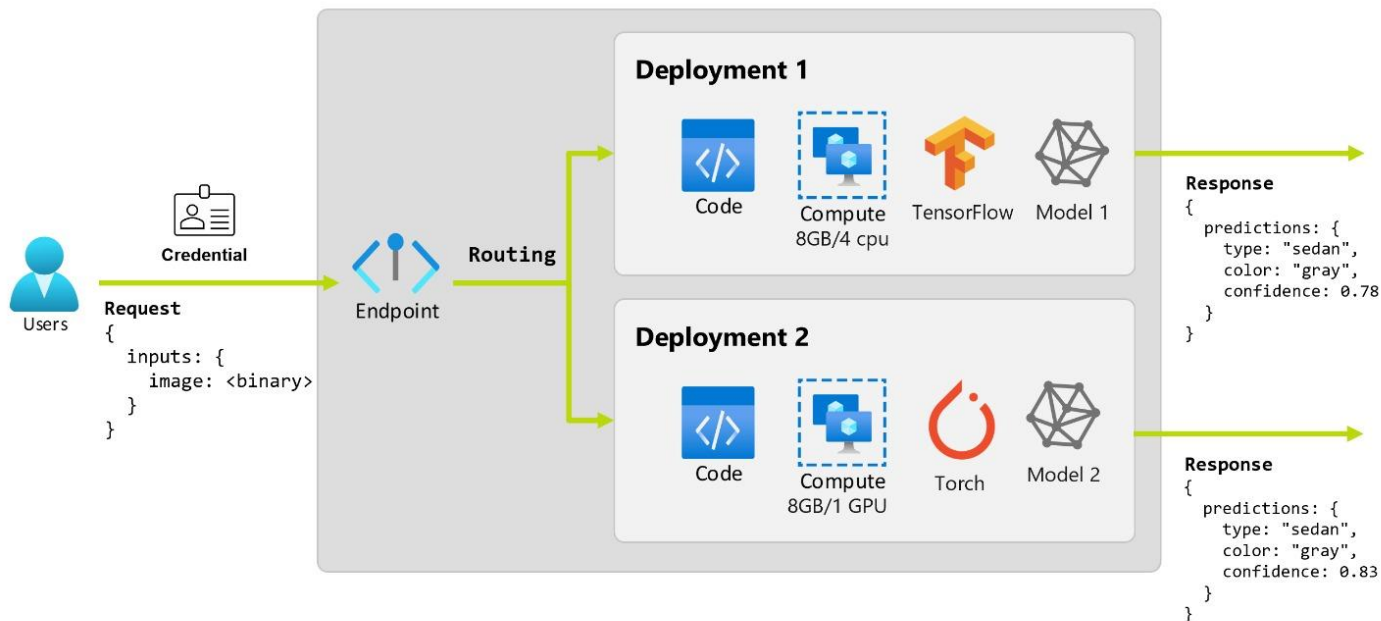 Users
Credential
Request
{
  inputs: {
    image: <binary>
  }
}
Endpoint
Routing
Deployment 1
Code
Compute
8GB/4 cpu
TensorFlow
Model 1
Response
{
  predictions: {
    type: "sedan",
    color: "gray",
    confidence: 0.78
  }
}
Deployment 2
Code
Compute
8GB/1 GPU
Torch
Model 2
Response
{
  predictions: {
    type: "sedan",
    color: "gray",
    confidence: 0.83
  }
}